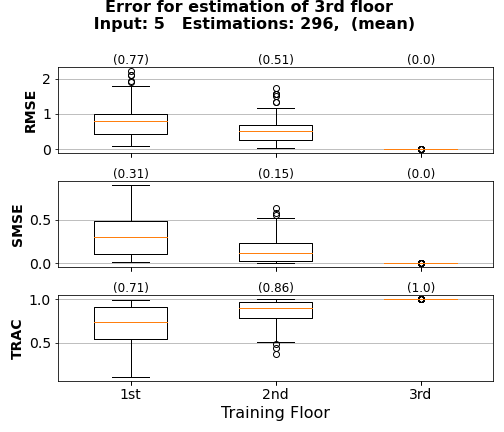 Error for estimation of 3rd floor
Input: 5 Estimations: 296, (mean)
(0.77) (0.51) (0.0)
2
1
0
RMSE
(0.31) (0.15) (0.0)
0.5
0.0
SMSE
(0.71) (0.86) (1.0)
1.0
0.5
TRAC
1st 2nd 3rd
Training Floor